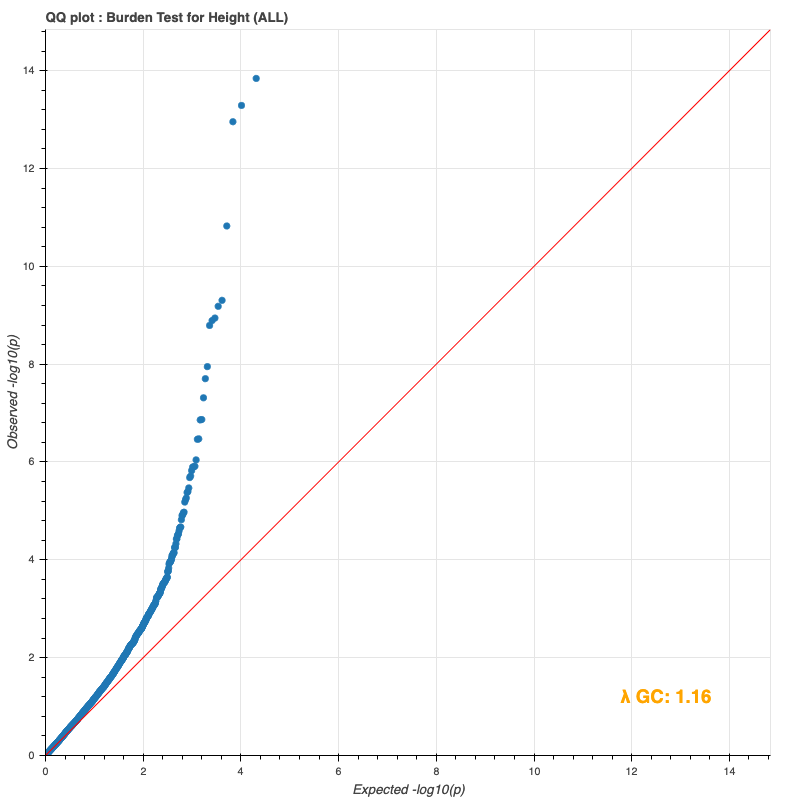 QQ plot : Burden Test for Height (ALL)
14
12
10
8
6
4
2
0
Observed -log10(p)
λ GC: 1.16
0 2 4 6 8 10 12 14
Expected -log10(p)